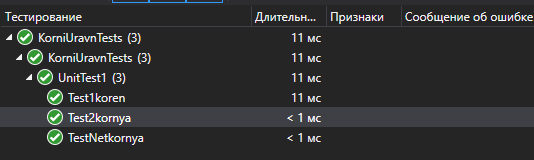 Тестирование Длительн... Признаки Сообщение об ошибке
KorniUravnTests (3) 11 мс
KorniUravnTests (3) 11 мс
UnitTest1 (3) 11 мс
Test1koren 11 мс
Test2kornya < 1 мс
TestNetkornya < 1 мс